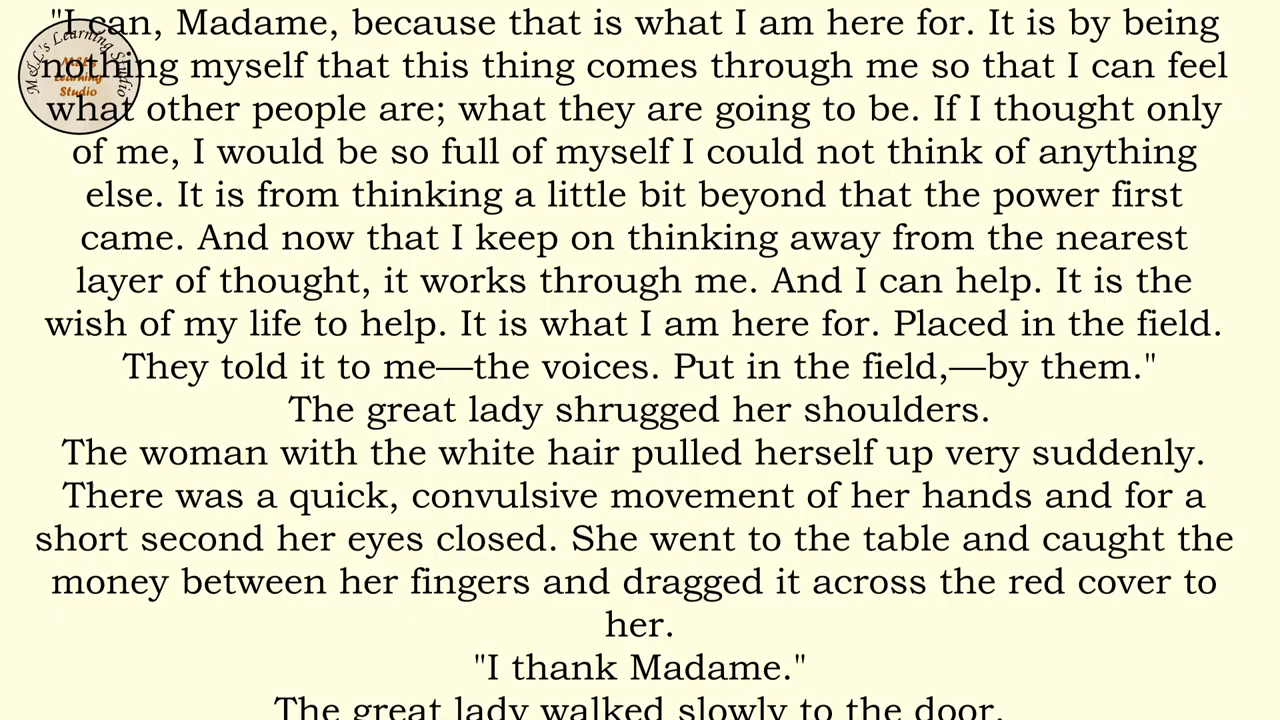 "I can, Madame, because that is what I am here for. It is by being
nothing myself that this thing comes through me so that I can feel
what other people are; what they are going to be. If I thought only
of me, I would be so full of myself I could not think of anything
else. It is from thinking a little bit beyond that the power first
came. And now that I keep on thinking away from the nearest
layer of thought, it works through me. And I can help. It is the
wish of my life to help. It is what I am here for. Placed in the field.
They told it to me—the voices. Put in the field,—by them."
The great lady shrugged her shoulders.
The woman with the white hair pulled herself up very suddenly.
There was a quick, convulsive movement of her hands and for a
short second her eyes closed. She went to the table and caught the
money between her fingers and dragged it across the red cover to
her.
"I thank Madame."
The great lady walked slowly to the door.
M&L's Learning Studio
M&L's
Learning
Studio